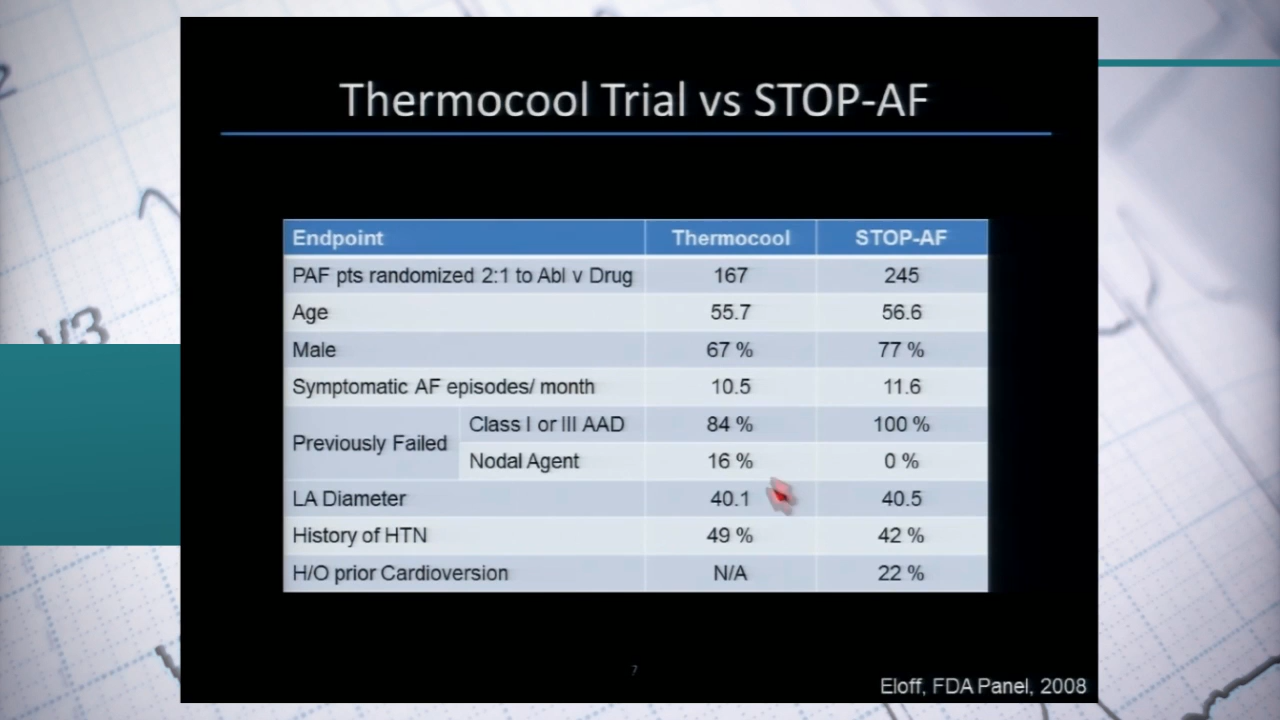 Thermocool Trial vs STOP-AF
Endpoint Thermocool STOP-AF
PAF pts randomized 2:1 to Abl v Drug 167 245
Age 55.7 56.6
Male 67 % 77 %
Symptomatic AF episodes/ month 10.5 11.6
Previously Failed Class I or III AAD 84 % 100 %
Nodal Agent 16 % 0 %
LA Diameter 40.1 40.5
History of HTN 49 % 42 %
H/O prior Cardioversion N/A 22 %
7
Eloff, FDA Panel, 2008
V3
2